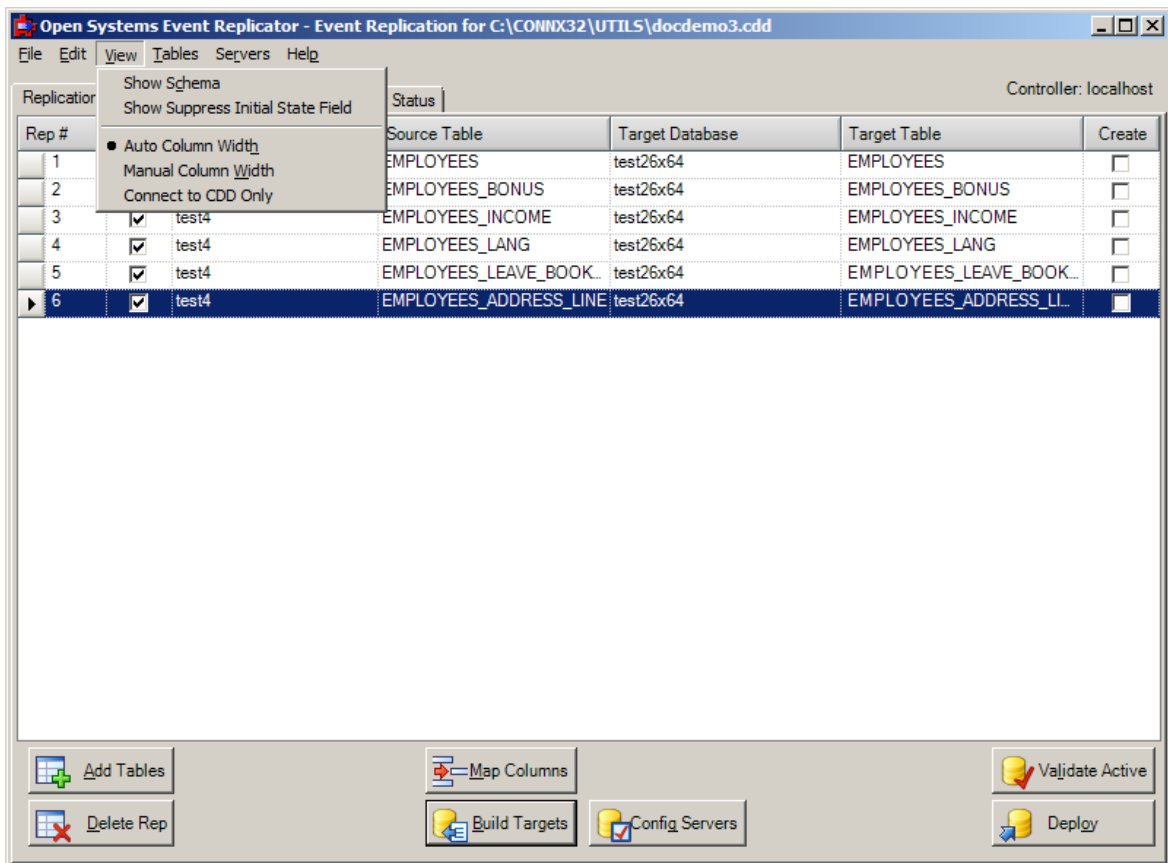 Open Systems Event Replicator - Event Replication for C:\CONNX32\UTILS\docdemo3.cdd
File Edit View Tables Servers Help
Show Schema
Show Suppress Initial State Field
Auto Column Width
Manual Column Width
Connect to CDD Only
Replication Status Controller: localhost
Rep # Source Table Target Database Target Table Create
1 EMPLOYEES test26x64 EMPLOYEES
2 EMPLOYEES_BONUS test26x64 EMPLOYEES_BONUS
3 test4 EMPLOYEES_INCOME test26x64 EMPLOYEES_INCOME
4 test4 EMPLOYEES_LANG test26x64 EMPLOYEES_LANG
5 test4 EMPLOYEES_LEAVE_BOOK... test26x64 EMPLOYEES_LEAVE_BOOK...
6 test4 EMPLOYEES_ADDRESS_LINE test26x64 EMPLOYEES_ADDRESS_LI...
Add Tables Map Columns Validate Active
Delete Rep Build Targets Config Servers Deploy